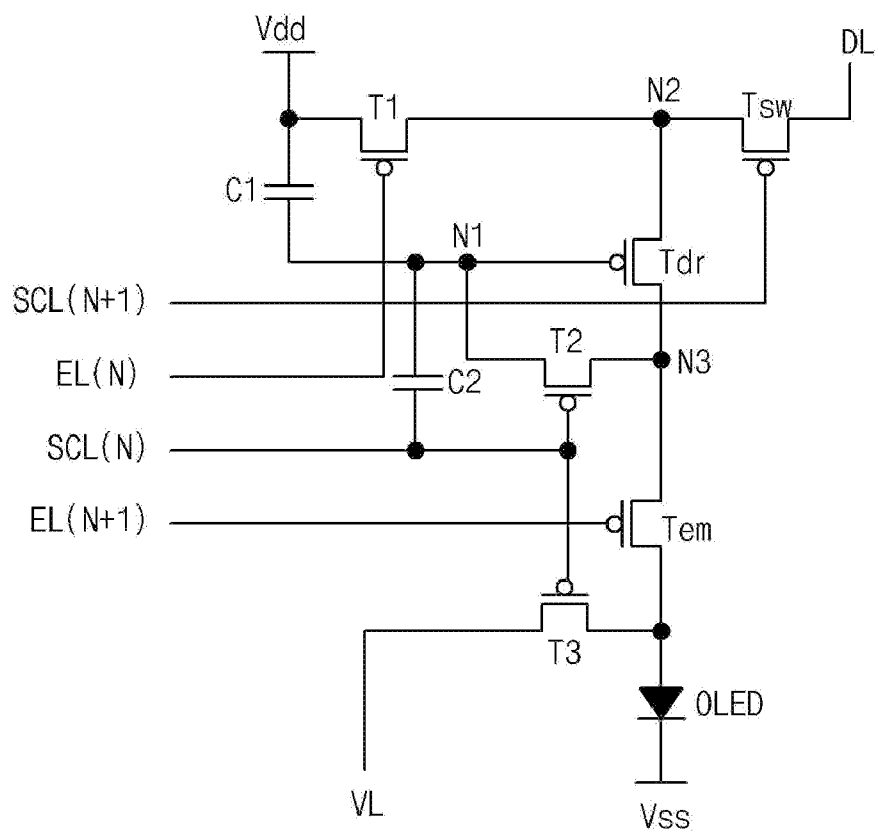 Vdd
DL
T1
N2
Tsw
C1
N1
Tdr
SCL(N+1)
T2
N3
EL(N)
C2
SCL(N)
EL(N+1)
Tem
T3
OLED
VL
Vss